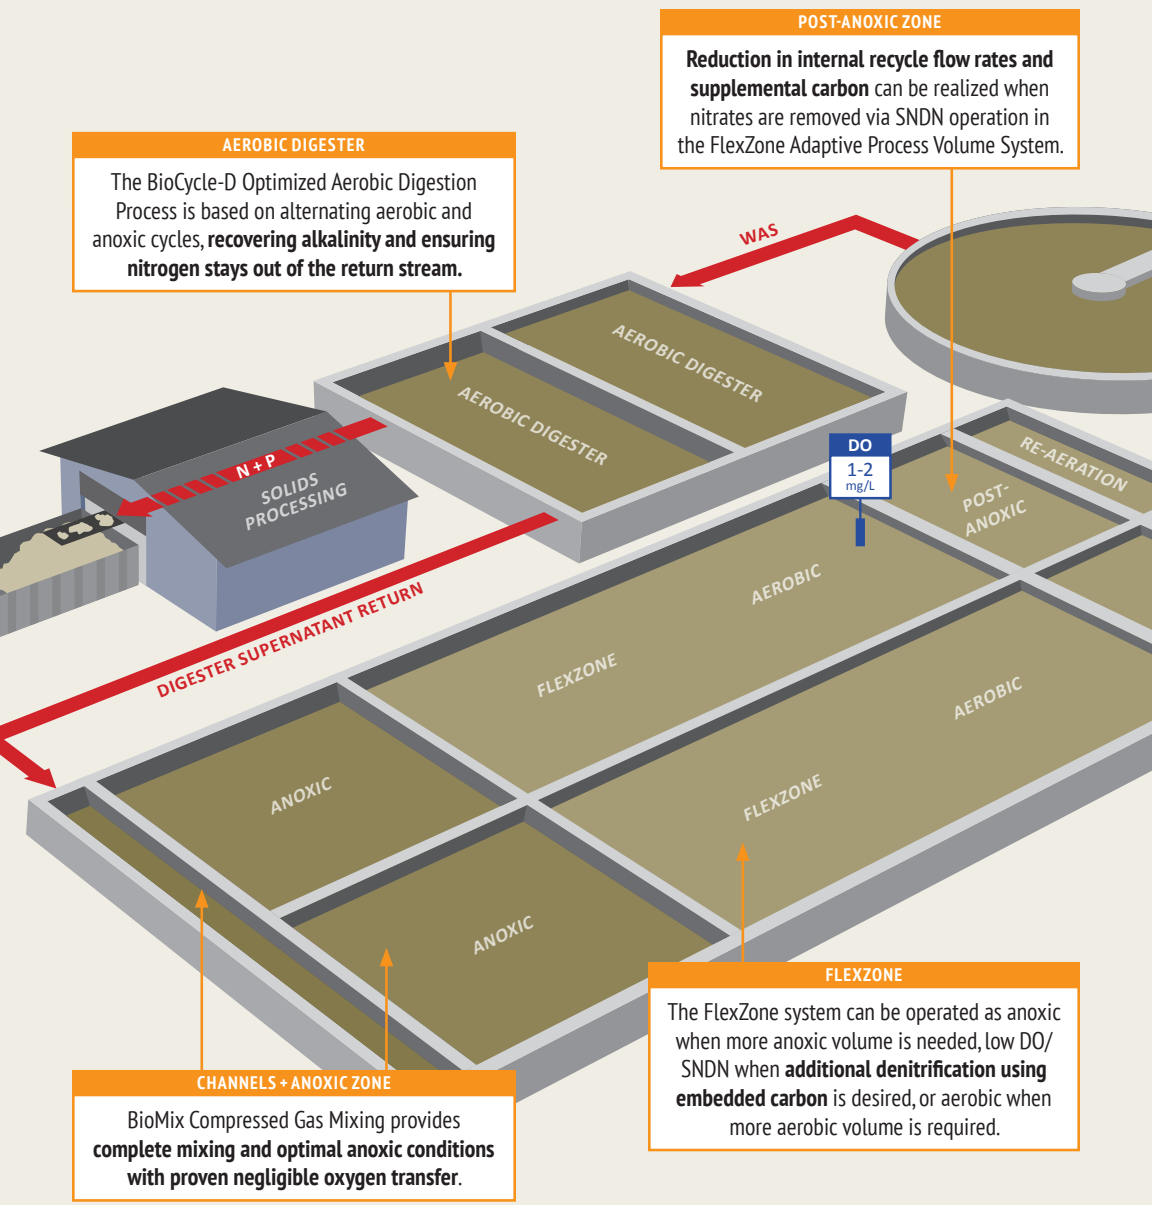 POST-ANOXIC ZONE
Reduction in internal recycle flow rates and
supplemental carbon can be realized when
nitrates are removed via SNDN operation in
the FlexZone Adaptive Process Volume System.
AEROBIC DIGESTER
The BioCycle-D Optimized Aerobic Digestion
Process is based on alternating aerobic and
anoxic cycles, recovering alkalinity and ensuring
nitrogen stays out of the return stream.
WAS
AEROBIC DIGESTER
AEROBIC DIGESTER
N + P
SOLIDS
PROCESSING
DO
1-2
mg/L
RE-AERATION
POST-
ANOXIC
AEROBIC
FLEXZONE
DIGESTER SUPERNATANT RETURN
AEROBIC
FLEXZONE
ANOXIC
ANOXIC
FLEXZONE
The FlexZone system can be operated as anoxic
when more anoxic volume is needed, low DO/
SNDN when additional denitrification using
embedded carbon is desired, or aerobic when
more aerobic volume is required.
CHANNELS + ANOXIC ZONE
BioMix Compressed Gas Mixing provides
complete mixing and optimal anoxic conditions
with proven negligible oxygen transfer.